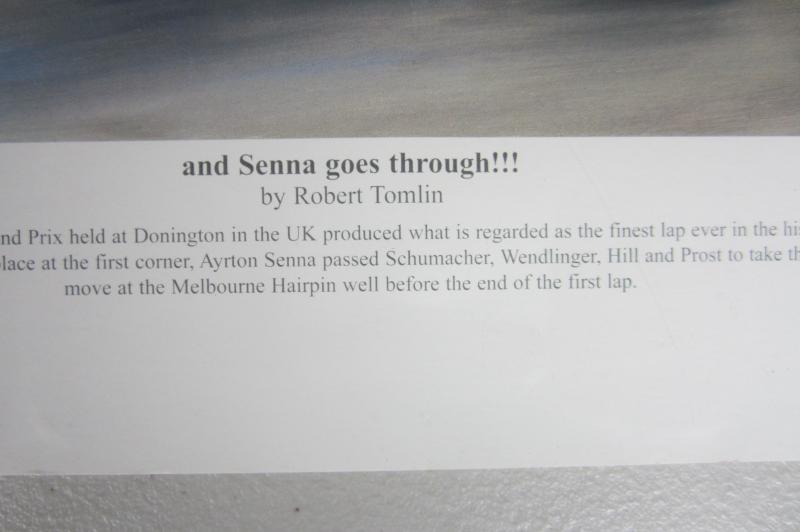 and Senna goes through!!!
by Robert Tomlin
nd Prix held at Donington in the UK produced what is regarded as the finest lap ever in the his
lace at the first corner, Ayrton Senna passed Schumacher, Wendlinger, Hill and Prost to take th
move at the Melbourne Hairpin well before the end of the first lap.